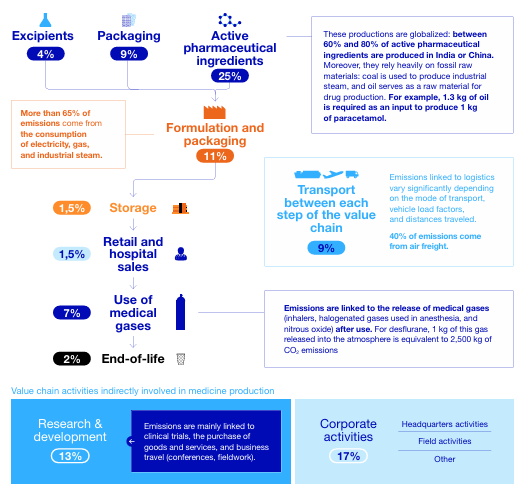 Excipients
4%
Packaging
9%
Active
pharmaceutical
ingredients
25%
These productions are globalized: between
60% and 80% of active pharmaceutical
ingredients are produced in India or China.
Moreover, they rely heavily on fossil raw
materials: coal is used to produce industrial
steam, and oil serves as a raw material for
drug production. For example, 1.3 kg of oil
is required as an input to produce 1 kg
of paracetamol.
More than 65% of
emissions come from
the consumption
of electricity, gas,
and industrial steam.
Formulation and
packaging
11%
Transport
between each
step of the value
chain
9%
Emissions linked to logistics
vary significantly depending
on the mode of transport,
vehicle load factors,
and distances traveled.
40% of emissions come
from air freight.
1,5%
Storage
1,5%
Retail and
hospital
sales
7%
Use of
medical
gases
Emissions are linked to the release of medical gases
(inhalers, halogenated gases used in anesthesia, and
nitrous oxide) after use. For desflurane, 1 kg of this gas
released into the atmosphere is equivalent to 2,500 kg of
CO₂ emissions
2%
End-of-life
Value chain activities indirectly involved in medicine production
Research &
development
13%
Emissions are mainly linked to
clinical trials, the purchase of
goods and services, and business
travel (conferences, fieldwork).
Corporate
activities
17%
Headquarters activities
Field activities
Other